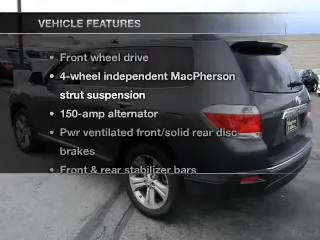 VEHICLE FEATURES
• Front wheel drive
• 4-wheel independent MacPherson
strut suspension
• 150-amp alternator
• Pwr ventilated front/solid rear disc
brakes
• Front & rear stabilizer bars